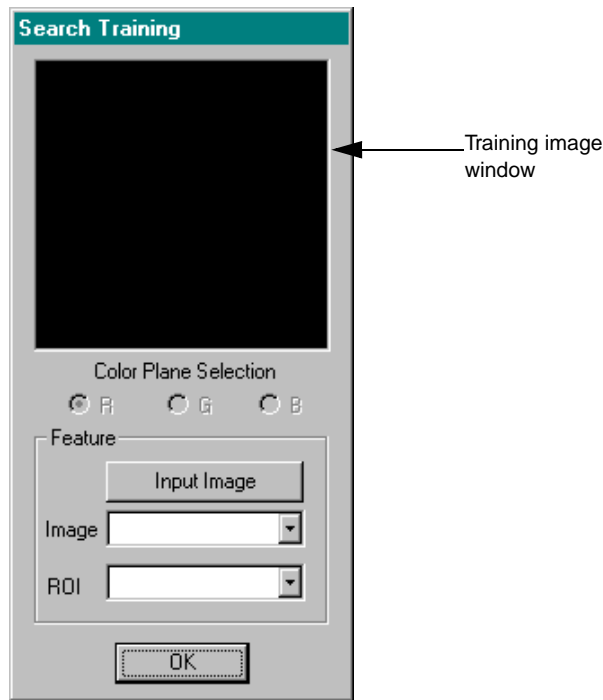 Search Training
Training image
window
Color Plane Selection
R G B
Feature
Input Image
Image
ROI
OK